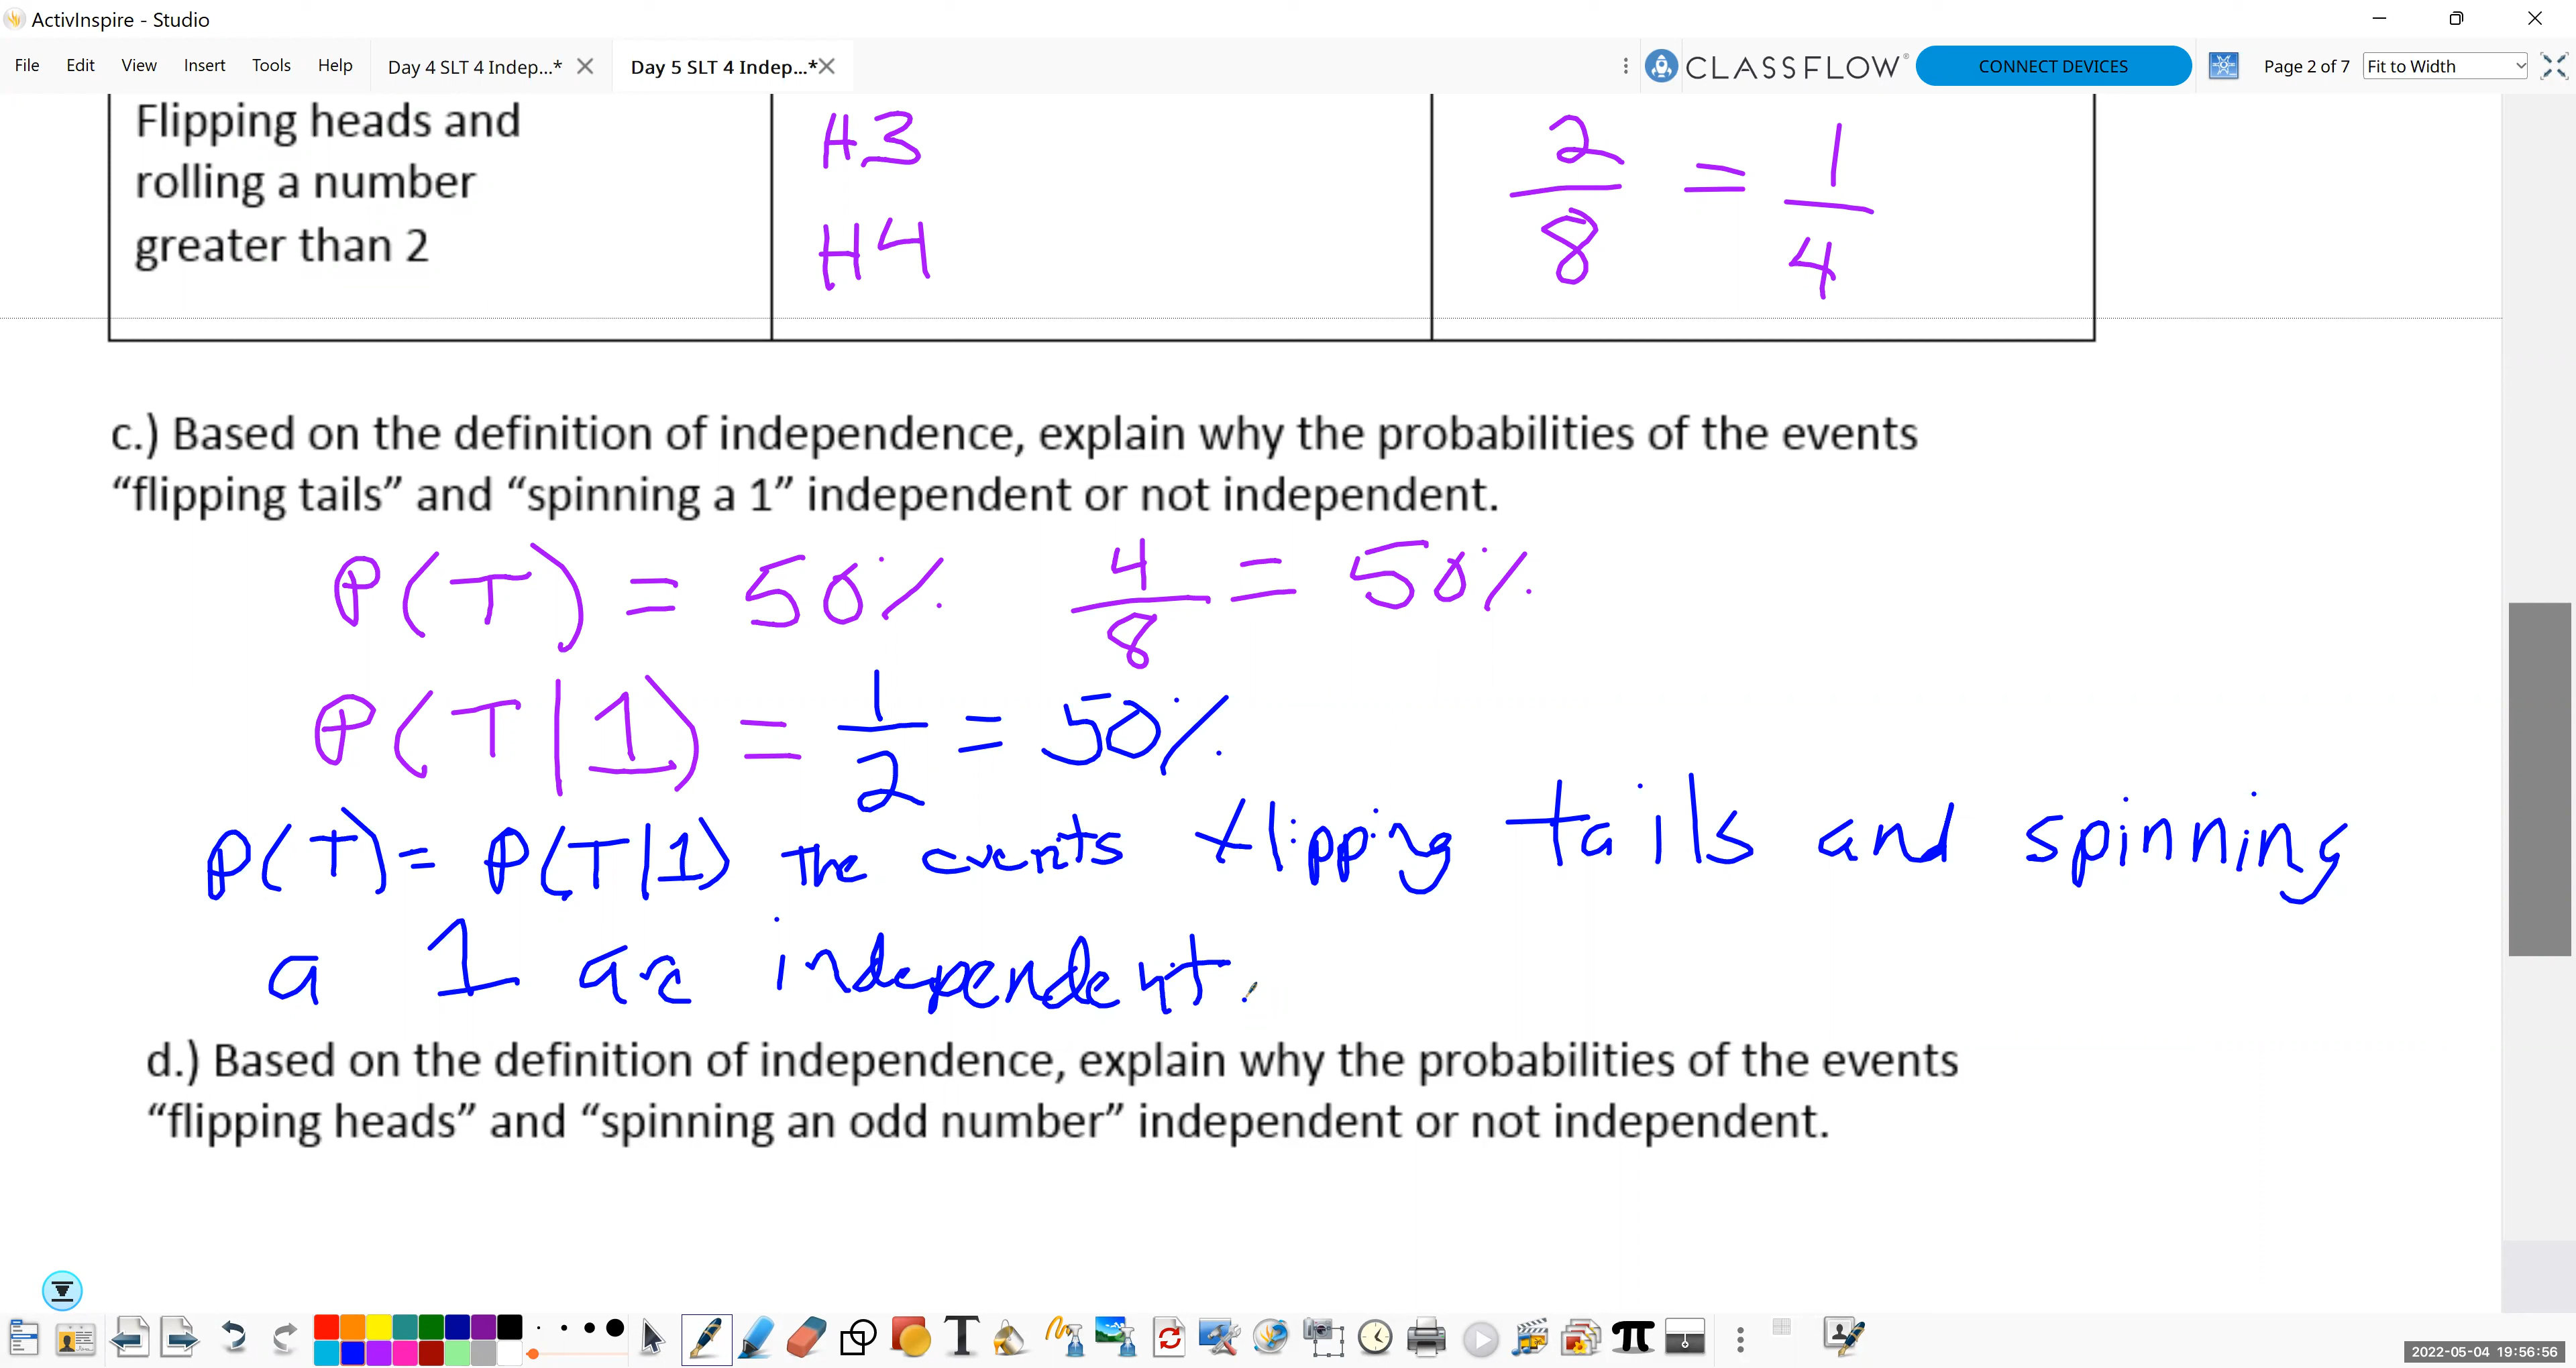 ActivInspire - Studio
File Edit View Insert Tools Help Day 4 SLT 4 Indep...* Day 5 SLT 4 Indep...* CLASSFLOW CONNECT DEVICES Page 2 of 7 Fit to Width
Flipping heads and
rolling a number
greater than 2
H3
H4
2/8 = 1/4
c.) Based on the definition of independence, explain why the probabilities of the events
“flipping tails” and “spinning a 1” independent or not independent.
P(T) = 50% 4/8 = 50%
P(T|1) = 1/2 = 50%
P(T) = P(T|1) The events flipping tails and spinning
a 1 are independent.
d.) Based on the definition of independence, explain why the probabilities of the events
“flipping heads” and “spinning an odd number” independent or not independent.
2022-05-04 19:56:56